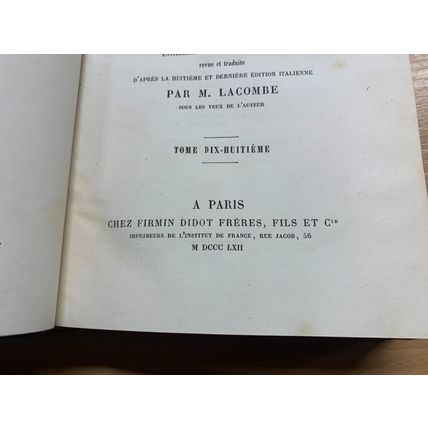 revue et traduite
D'APRÈS LA HUITIÈME ET DERNIÈRE ÉDITION ITALIENNE
PAR M. LACOMBE
SOUS LES YEUX DE L'AUTEUR
TOME DIX-HUITIÈME
A PARIS
CHEZ FIRMIN DIDOT FRÈRES, FILS ET Cie
IMPRIMEURS DE L'INSTITUT DE FRANCE, RUE JACOB, 56
M DCCC LXII